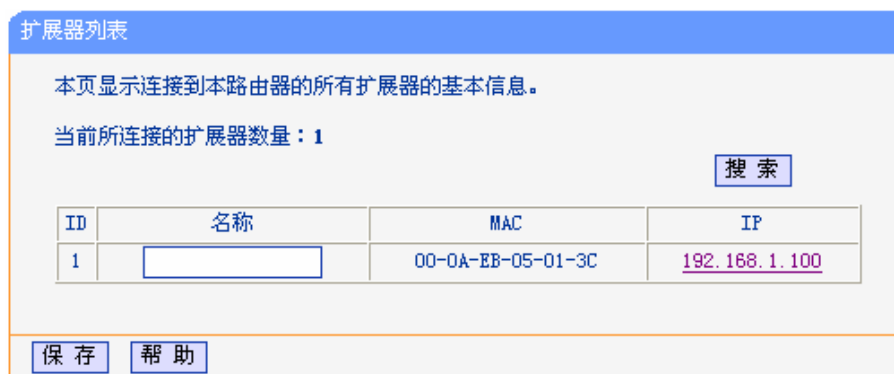 扩展器列表
本页显示连接到本路由器的所有扩展器的基本信息。
当前所连接的扩展器数量：1
搜 索
ID 名称 MAC IP
1 00-0A-EB-05-01-3C 192.168.1.100
保 存 帮 助